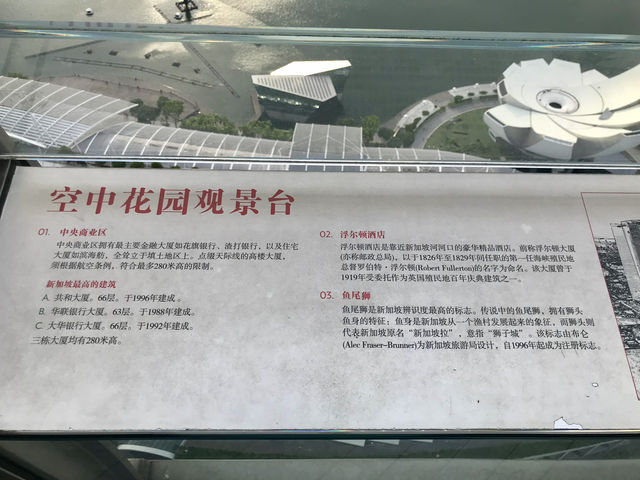 空中花园观景台
01. 中央商业区
中央商业区拥有最主要金融大厦如花旗银行、渣打银行，以及住宅
大厦如滨海舫，全耸立于填土地区上。点缀天际线的高楼大厦，
须根据航空条例，符合最多280米高的限制。
新加坡最高的建筑
A. 共和大厦。66层。于1996年建成。
B. 华联银行大厦。63层。于1988年建成。
C. 大华银行大厦。66层。于1992年建成。
三栋大厦均有280米高。
02. 浮尔顿酒店
浮尔顿酒店是靠近新加坡河河口的豪华精品酒店。前称浮尔顿大厦
(亦称邮政总局)，以于1826年至1829年间任职的第一任海峡殖民地
总督罗伯特·浮尔顿(Robert Fullerton)的名字为命名。该大厦曾于
1919年受委托作为英国殖民地百年庆典建筑之一。
03. 鱼尾狮
鱼尾狮是新加坡辨识度最高的标志。传说中的鱼尾狮，拥有狮头
鱼身的特征；鱼身是新加坡从一个渔村发展起来的象征，而狮头则
代表新加坡原名“新加坡拉”，意指“狮子城”。该标志由布仑
(Alec Fraser-Brunner)为新加坡旅游局设计，自1996年起成为注册标志。